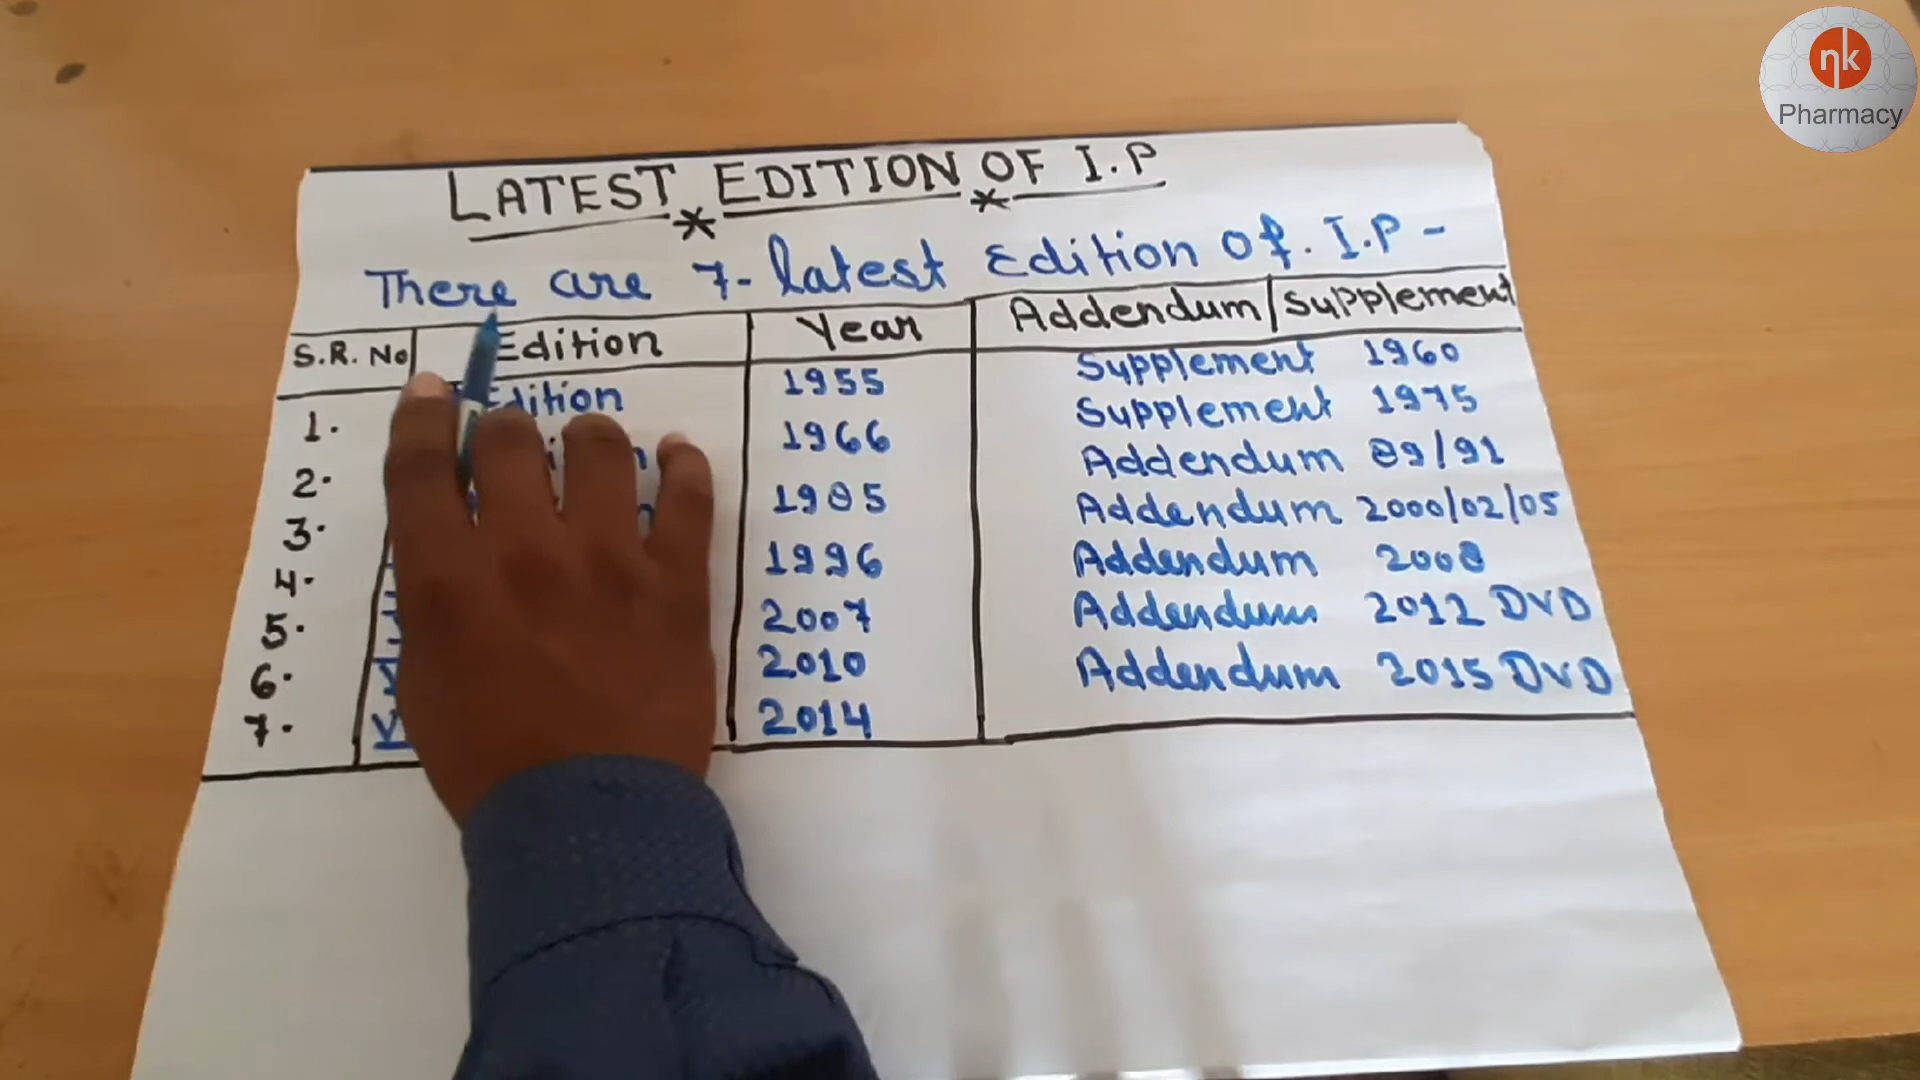 ηk
Pharmacy
LATEST EDITION OF I.P
There are 7- latest Edition Of. I.P -
S.R. No Edition Year Addendum/Supplement
1. Edition 1955 Supplement 1960
2. 1966 Supplement 1975
3. 1985 Addendum 89/91
4. 1996 Addendum 2000/02/05
5. 2007 Addendum 2008
6. 2010 Addendum 2012 DVD
7. 2014 Addendum 2015 DVD